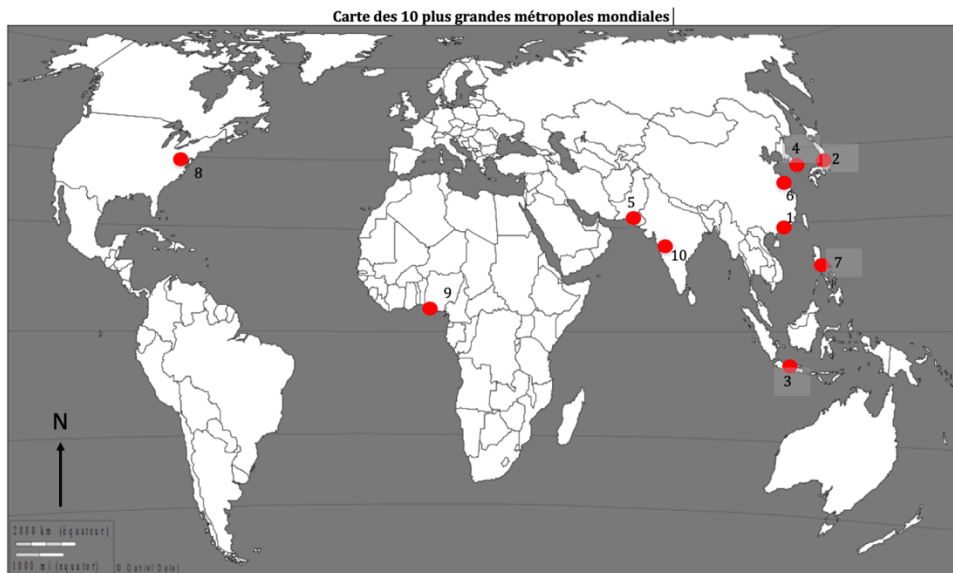 Carte des 10 plus grandes métropoles mondiales
4
2
8
6
5
1
10
7
9
3
N
2000 km (équateur)
1000 mi (equator)
© Daniel Dalet